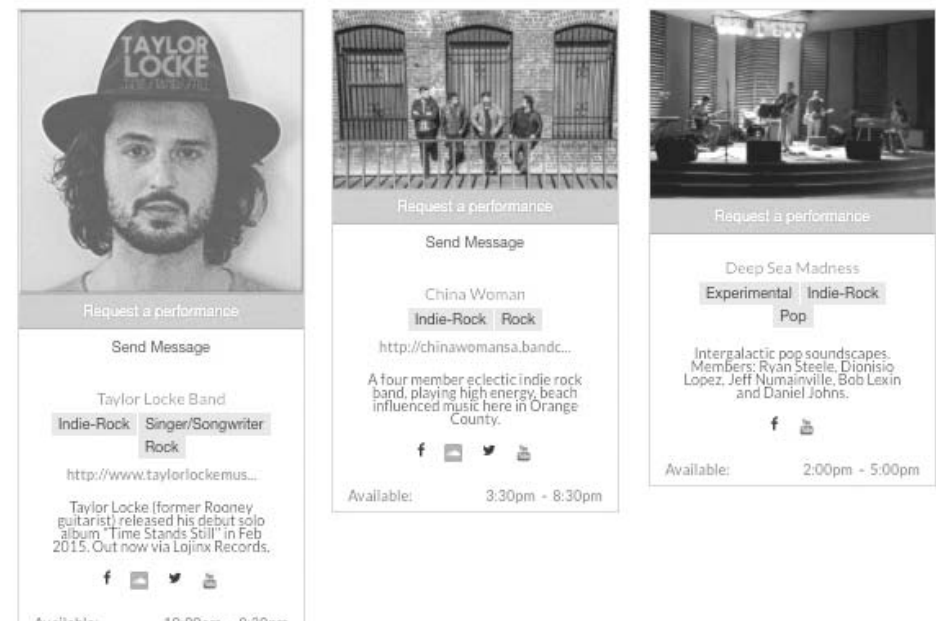 TAYLOR
LOCKE
Request a performance
Send Message
Taylor Locke Band
Indie-Rock Singer/Songwriter
Rock
http://www.taylorlockemus...
Taylor Locke (former Rooney
guitarist) released his debut solo
album "Time Stands Still" in Feb
2015. Out now via Lojinx Records.
f
You
Request a performance
Send Message
China Woman
Indie-Rock Rock
http://chinawomansa.bandc...
A four member eclectic indie rock
band, playing high energy, beach
influenced music here in Orange
County.
f
You
Available: 3:30pm - 8:30pm
Request a performance
Deep Sea Madness
Experimental Indie-Rock
Pop
Intergalactic pop soundscapes.
Members: Ryan Steele, Dionisio
Lopez, Jeff Numainville, Bob Lexin
and Daniel Johns.
f
You
Available: 2:00pm - 5:00pm